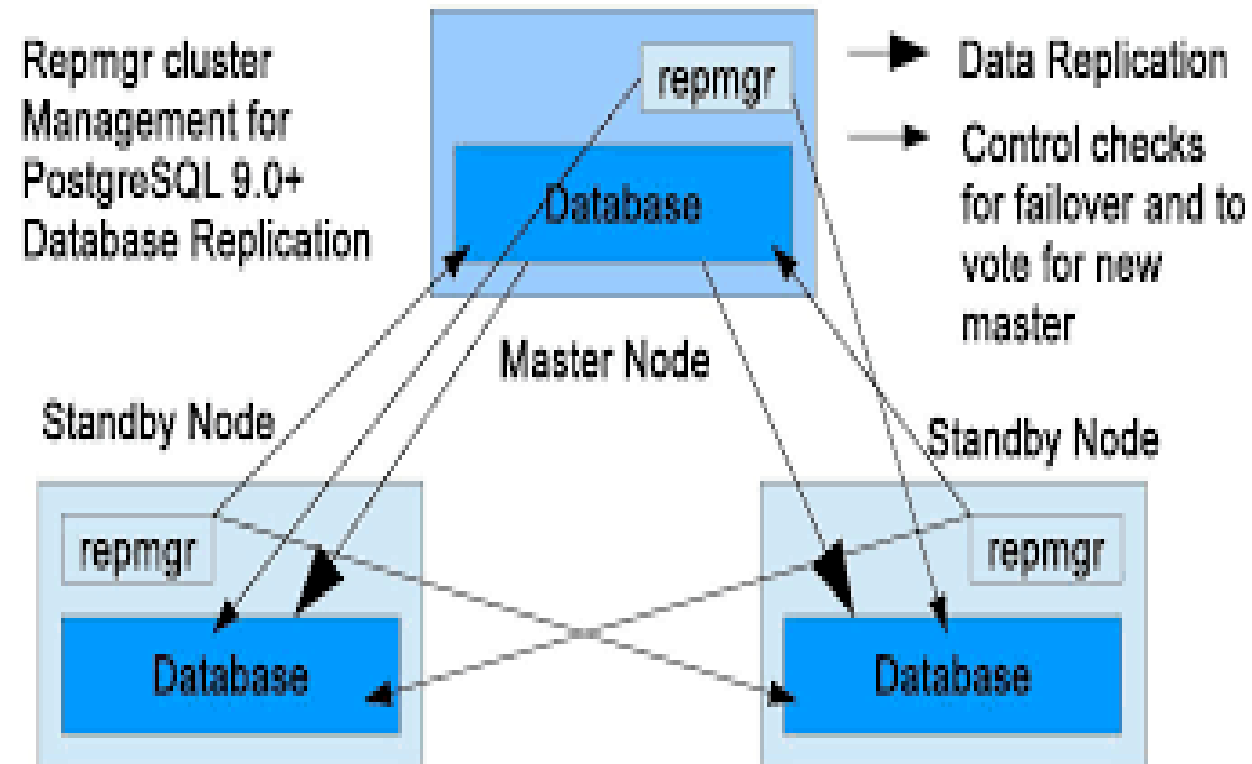 Repmgr cluster
Management for
PostgreSQL 9.0+
Database Replication
repmgr
Database
Master Node
Data Replication
Control checks
for failover and to
vote for new
master
Standby Node
repmgr
Database
Standby Node
repmgr
Database